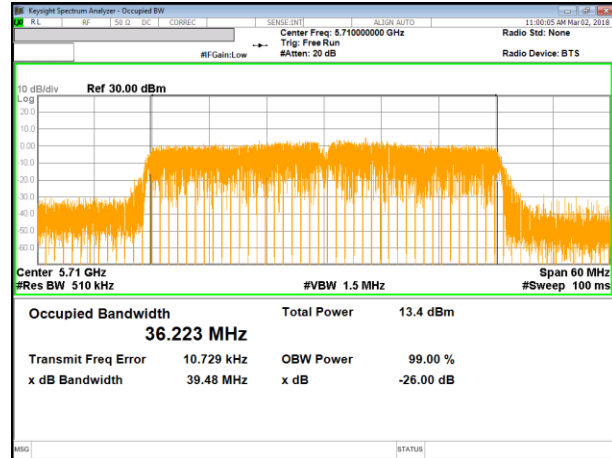 Keysight Spectrum Analyzer - Occupied BW
RL RF 50 Ω DC CORREC SENSE:INT ALIGN AUTO 11:00:05 AM Mar 02, 2018
Center Freq: 5.710000000 GHz Radio Std: None
Trig: Free Run
#IFGain:Low #Atten: 20 dB Radio Device: BTS
10 dB/div Ref 30.00 dBm
Log
20.0
10.0
0.00
-10.0
-20.0
-30.0
-40.0
-50.0
-60.0
Center 5.71 GHz Span 60 MHz
#Res BW 510 kHz #VBW 1.5 MHz #Sweep 100 ms
Occupied Bandwidth Total Power 13.4 dBm
36.223 MHz
Transmit Freq Error 10.729 kHz OBW Power 99.00 %
x dB Bandwidth 39.48 MHz x dB -26.00 dB
MSG STATUS